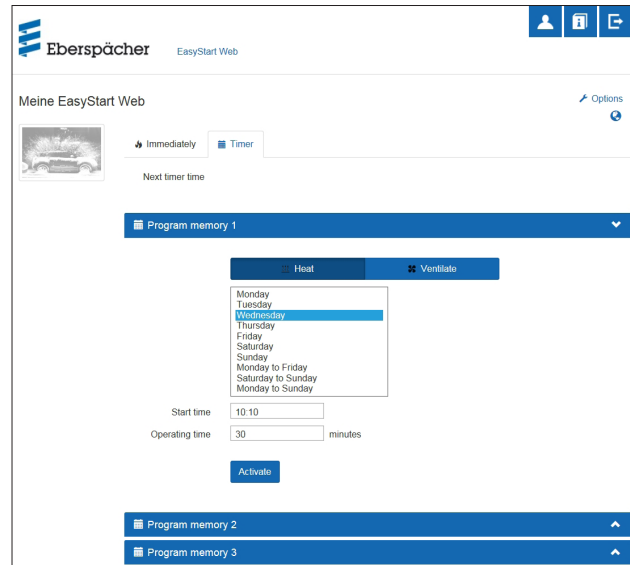 Eberspächer
EasyStart Web
Meine EasyStart Web
Options
Immediately
Timer
Next timer time
Program memory 1
Heat
Ventilate
Monday
Tuesday
Wednesday
Thursday
Friday
Saturday
Sunday
Monday to Friday
Saturday to Sunday
Monday to Sunday
Start time 10:10
Operating time 30 minutes
Activate
Program memory 2
Program memory 3